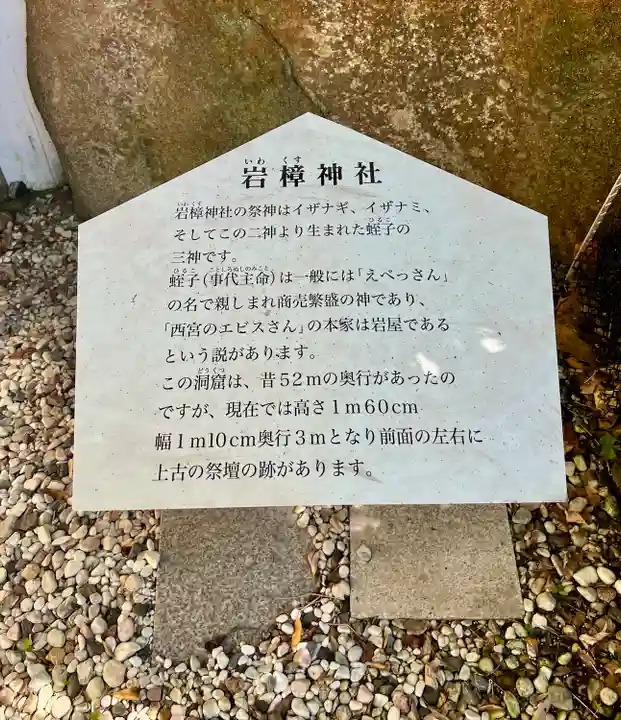 岩樟神社
岩樟神社の祭神はイザナギ、イザナミ、
そしてこの二神より生まれた蛭子の
三神です。
蛭子(事代主命)は一般には「えべっさん」
の名で親しまれ商売繁盛の神であり、
「西宮のエビスさん」の本家は岩屋である
という説があります。
この洞窟は、昔52mの奥行があったの
ですが、現在では高さ1m60cm
幅1m10cm奥行3mとなり前面の左右に
上古の祭壇の跡があります。